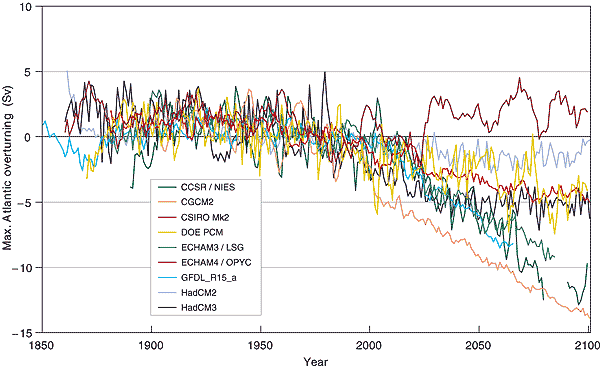 Max. Atlantic overturning (Sv)
10
5
0
−5
−10
−15
CCSR / NIES
CGCM2
CSIRO Mk2
DOE PCM
ECHAM3 / LSG
ECHAM4 / OPYC
GFDL_R15_a
HadCM2
HadCM3
1850
1900
1950
2000
2050
2100
Year